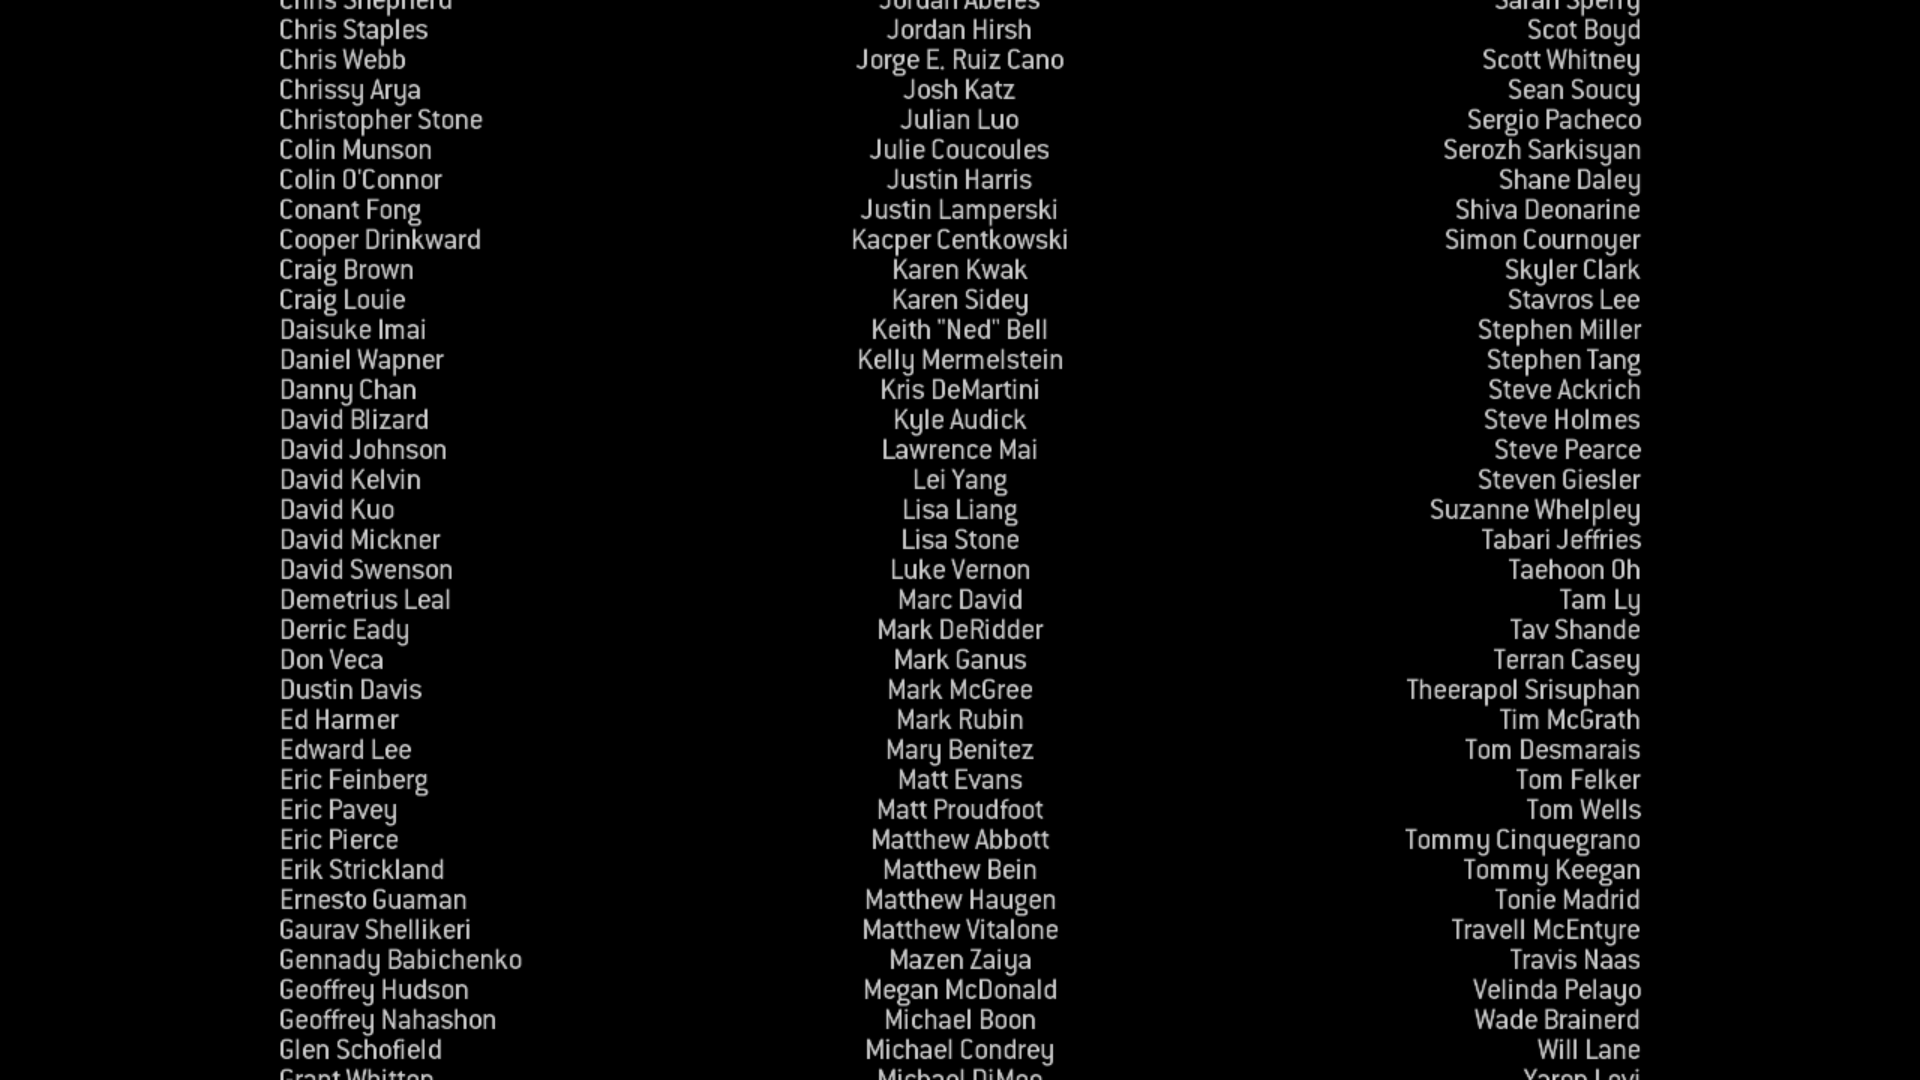 Chris Shepherd
Chris Staples
Chris Webb
Chrissy Arya
Christopher Stone
Colin Munson
Colin O'Connor
Conant Fong
Cooper Drinkward
Craig Brown
Craig Louie
Daisuke Imai
Daniel Wapner
Danny Chan
David Blizard
David Johnson
David Kelvin
David Kuo
David Mickner
David Swenson
Demetrius Leal
Derric Eady
Don Veca
Dustin Davis
Ed Harmer
Edward Lee
Eric Feinberg
Eric Pavey
Eric Pierce
Erik Strickland
Ernesto Guaman
Gaurav Shellikeri
Gennady Babichenko
Geoffrey Hudson
Geoffrey Nahashon
Glen Schofield
Grant Whitten
Jordan Abeles
Jordan Hirsh
Jorge E. Ruiz Cano
Josh Katz
Julian Luo
Julie Coucoules
Justin Harris
Justin Lamperski
Kacper Centkowski
Karen Kwak
Karen Sidey
Keith "Ned" Bell
Kelly Mermelstein
Kris DeMartini
Kyle Audick
Lawrence Mai
Lei Yang
Lisa Liang
Lisa Stone
Luke Vernon
Marc David
Mark DeRidder
Mark Ganus
Mark McGree
Mark Rubin
Mary Benitez
Matt Evans
Matt Proudfoot
Matthew Abbott
Matthew Bein
Matthew Haugen
Matthew Vitalone
Mazen Zaiya
Megan McDonald
Michael Boon
Michael Condrey
Michael
Sarah Sperry
Scot Boyd
Scott Whitney
Sean Soucy
Sergio Pacheco
Serozh Sarkisyan
Shane Daley
Shiva Deonarine
Simon Cournoyer
Skyler Clark
Stavros Lee
Stephen Miller
Stephen Tang
Steve Ackrich
Steve Holmes
Steve Pearce
Steven Giesler
Suzanne Whelpley
Tabari Jeffries
Taehoon Oh
Tam Ly
Tav Shande
Terran Casey
Theerapol Srisuphan
Tim McGrath
Tom Desmarais
Tom Felker
Tom Wells
Tommy Cinquegrano
Tommy Keegan
Tonie Madrid
Travell McEntyre
Travis Naas
Velinda Pelayo
Wade Brainerd
Will Lane
Yaron Levi